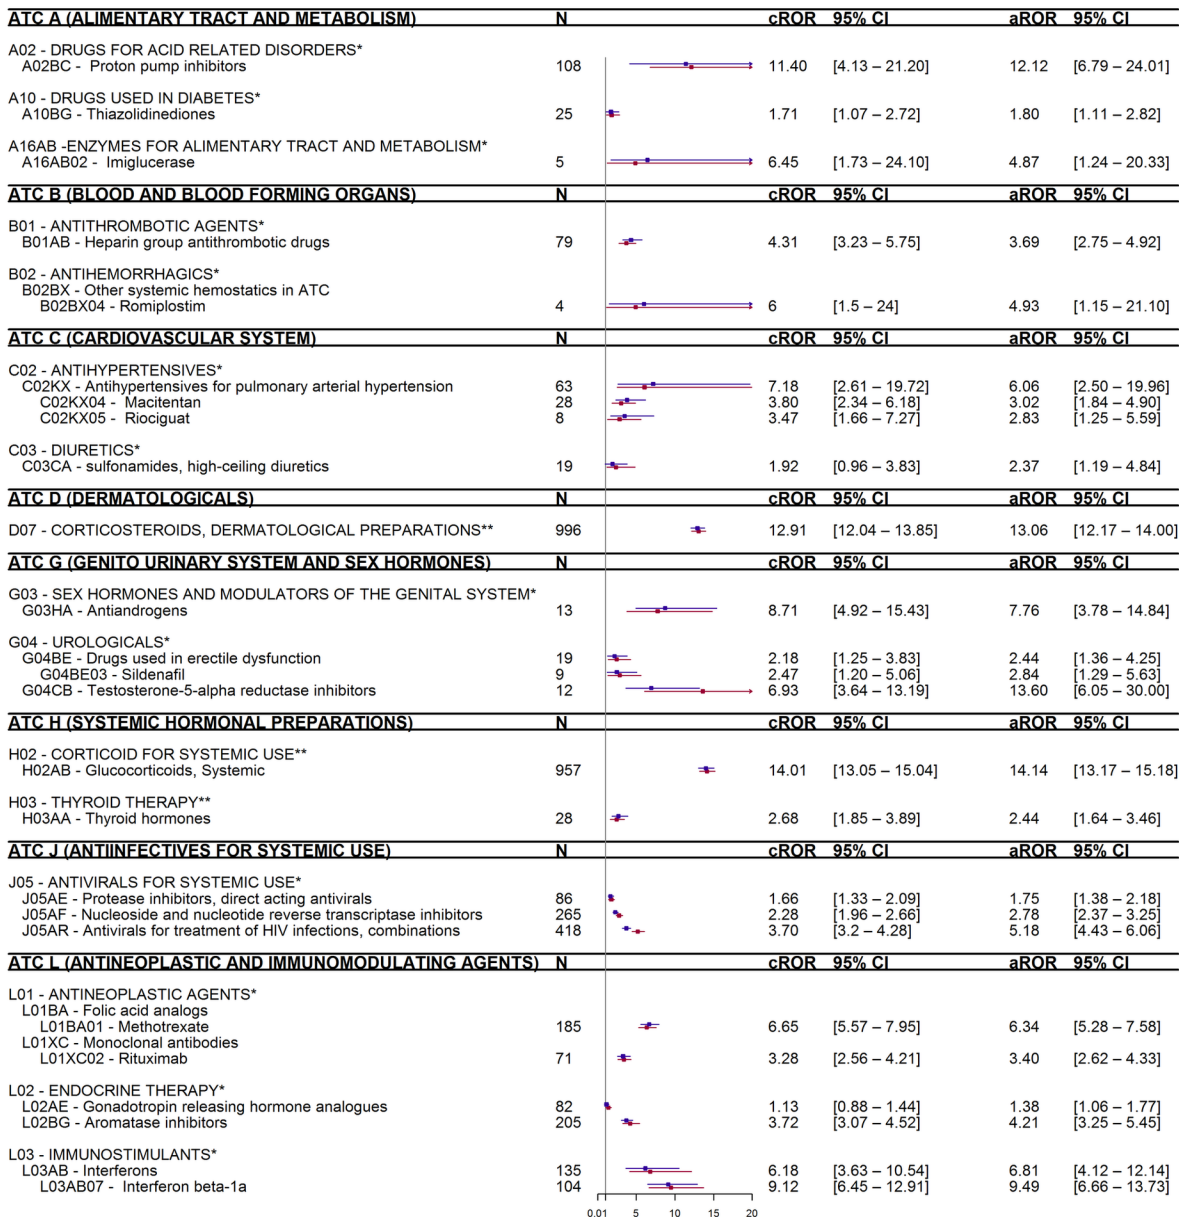 ATC A (ALIMENTARY TRACT AND METABOLISM) N cROR 95% CI aROR 95% CI
A02 - DRUGS FOR ACID RELATED DISORDERS*
A02BC - Proton pump inhibitors 108 11.40 [4.13 – 21.20] 12.12 [6.79 – 24.01]
A10 - DRUGS USED IN DIABETES*
A10BG - Thiazolidinediones 25 1.71 [1.07 – 2.72] 1.80 [1.11 – 2.82]
A16AB -ENZYMES FOR ALIMENTARY TRACT AND METABOLISM*
A16AB02 - Imiglucerase 5 6.45 [1.73 – 24.10] 4.87 [1.24 – 20.33]
ATC B (BLOOD AND BLOOD FORMING ORGANS) N cROR 95% CI aROR 95% CI
B01 - ANTITHROMBOTIC AGENTS*
B01AB - Heparin group antithrombotic drugs 79 4.31 [3.23 – 5.75] 3.69 [2.75 – 4.92]
B02 - ANTIHEMORRHAGICS*
B02BX - Other systemic hemostatics in ATC
B02BX04 - Romiplostim 4 6 [1.5 – 24] 4.93 [1.15 – 21.10]
ATC C (CARDIOVASCULAR SYSTEM) N cROR 95% CI aROR 95% CI
C02 - ANTIHYPERTENSIVES*
C02KX - Antihypertensives for pulmonary arterial hypertension 63 7.18 [2.61 – 19.72] 6.06 [2.50 – 19.96]
C02KX04 - Macitentan 28 3.80 [2.34 – 6.18] 3.02 [1.84 – 4.90]
C02KX05 - Riociguat 8 3.47 [1.66 – 7.27] 2.83 [1.25 – 5.59]
C03 - DIURETICS*
C03CA - sulfonamides, high-ceiling diuretics 19 1.92 [0.96 – 3.83] 2.37 [1.19 – 4.84]
ATC D (DERMATOLOGICALS) N cROR 95% CI aROR 95% CI
D07 - CORTICOSTEROIDS, DERMATOLOGICAL PREPARATIONS** 996 12.91 [12.04 – 13.85] 13.06 [12.17 – 14.00]
ATC G (GENITO URINARY SYSTEM AND SEX HORMONES) N cROR 95% CI aROR 95% CI
G03 - SEX HORMONES AND MODULATORS OF THE GENITAL SYSTEM*
G03HA - Antiandrogens 13 8.71 [4.92 – 15.43] 7.76 [3.78 – 14.84]
G04 - UROLOGICALS*
G04BE - Drugs used in erectile dysfunction 19 2.18 [1.25 – 3.83] 2.44 [1.36 – 4.25]
G04BE03 - Sildenafil 9 2.47 [1.20 – 5.06] 2.84 [1.29 – 5.63]
G04CB - Testosterone-5-alpha reductase inhibitors 12 6.93 [3.64 – 13.19] 13.60 [6.05 – 30.00]
ATC H (SYSTEMIC HORMONAL PREPARATIONS) N cROR 95% CI aROR 95% CI
H02 - CORTICOID FOR SYSTEMIC USE**
H02AB - Glucocorticoids, Systemic 957 14.01 [13.05 – 15.04] 14.14 [13.17 – 15.18]
H03 - THYROID THERAPY**
H03AA - Thyroid hormones 28 2.68 [1.85 – 3.89] 2.44 [1.64 – 3.46]
ATC J (ANTIINFECTIVES FOR SYSTEMIC USE) N cROR 95% CI aROR 95% CI
J05 - ANTIVIRALS FOR SYSTEMIC USE*
J05AE - Protease inhibitors, direct acting antivirals 86 1.66 [1.33 – 2.09] 1.75 [1.38 – 2.18]
J05AF - Nucleoside and nucleotide reverse transcriptase inhibitors 265 2.28 [1.96 – 2.66] 2.78 [2.37 – 3.25]
J05AR - Antivirals for treatment of HIV infections, combinations 418 3.70 [3.2 – 4.28] 5.18 [4.43 – 6.06]
ATC L (ANTINEOPLASTIC AND IMMUNOMODULATING AGENTS) N cROR 95% CI aROR 95% CI
L01 - ANTINEOPLASTIC AGENTS*
L01BA - Folic acid analogs
L01BA01 - Methotrexate 185 6.65 [5.57 – 7.95] 6.34 [5.28 – 7.58]
L01XC - Monoclonal antibodies
L01XC02 - Rituximab 71 3.28 [2.56 – 4.21] 3.40 [2.62 – 4.33]
L02 - ENDOCRINE THERAPY*
L02AE - Gonadotropin releasing hormone analogues 82 1.13 [0.88 – 1.44] 1.38 [1.06 – 1.77]
L02BG - Aromatase inhibitors 205 3.72 [3.07 – 4.52] 4.21 [3.25 – 5.45]
L03 - IMMUNOSTIMULANTS*
L03AB - Interferons 135 6.18 [3.63 – 10.54] 6.81 [4.12 – 12.14]
L03AB07 - Interferon beta-1a 104 9.12 [6.45 – 12.91] 9.49 [6.66 – 13.73]
0.01 5 10 15 20